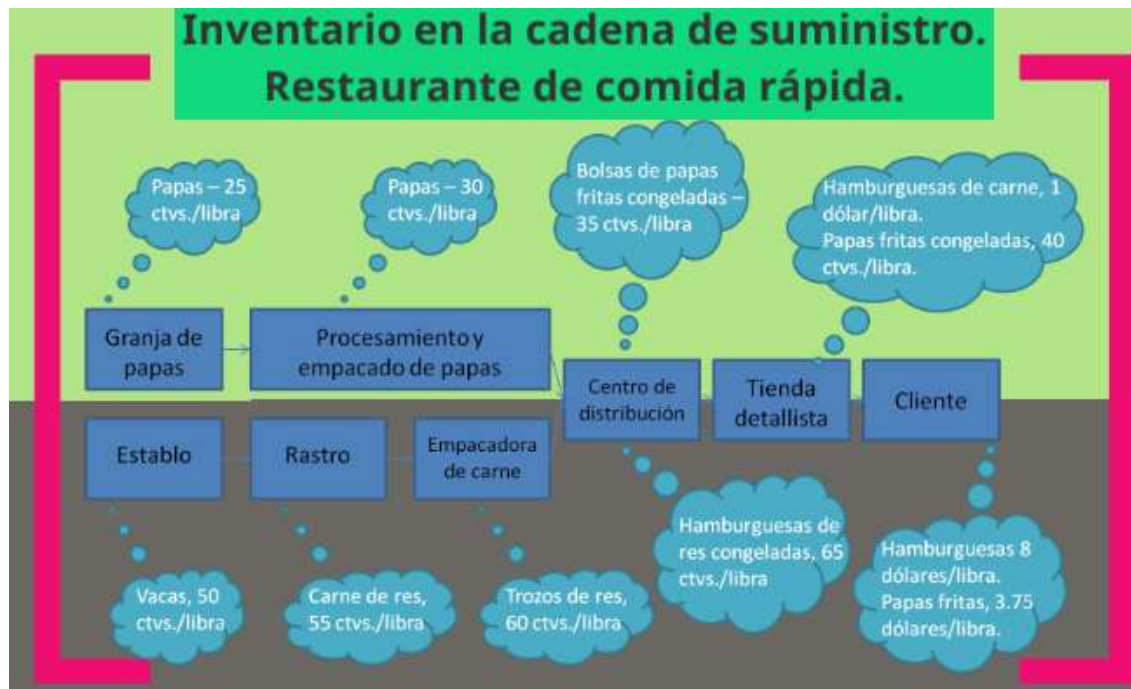 Inventario en la cadena de suministro.
Restaurante de comida rápida.
Papas – 25
ctvs./libra
Papas – 30
ctvs./libra
Bolsas de papas
fritas congeladas –
35 ctvs./libra
Hamburguesas de carne, 1
dólar/libra.
Papas fritas congeladas, 40
ctvs./libra.
Granja de
papas
Procesamiento y
empacado de papas
Centro de
distribución
Tienda
detallista
Cliente
Establo
Rastro
Empacadora
de carne
Vacas, 50
ctvs./libra
Carne de res,
55 ctvs./libra
Trozos de res,
60 ctvs./libra
Hamburguesas de
res congeladas, 65
ctvs./libra
Hamburguesas 8
dólares/libra.
Papas fritas, 3.75
dólares/libra.